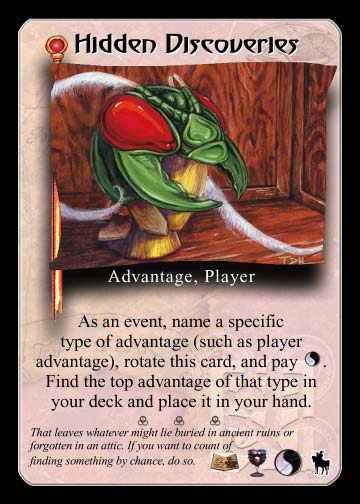 Hidden Discoveries
TDH
Advantage, Player
As an event, name a specific
type of advantage (such as player
advantage), rotate this card, and pay .
Find the top advantage of that type in
your deck and place it in your hand.
That leaves whatever might lie buried in ancient ruins or
forgotten in an attic. If you want to count of
finding something by chance, do so.